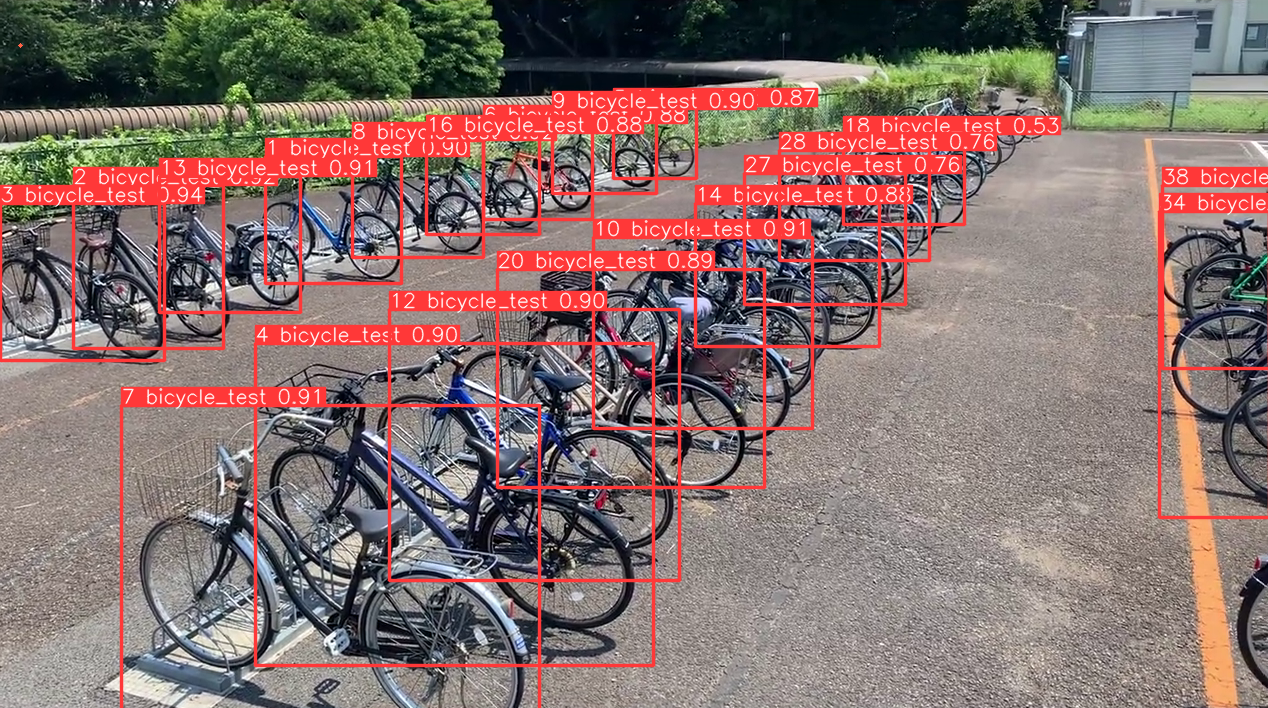 9 bicycle_test 0.90
0.87
16 bicycle_test 0.88
18 bicycle_test 0.53
28 bicycle_test 0.76
1 bicycle_test 0.90
13 bicycle_test 0.91
27 bicycle_test 0.76
38 bicycle
3 bicycle_test 0.94
14 bicycle_test 0.88
34 bicycle
10 bicycle_test 0.91
20 bicycle_test 0.89
12 bicycle_test 0.90
4 bicycle_test 0.90
7 bicycle_test 0.91